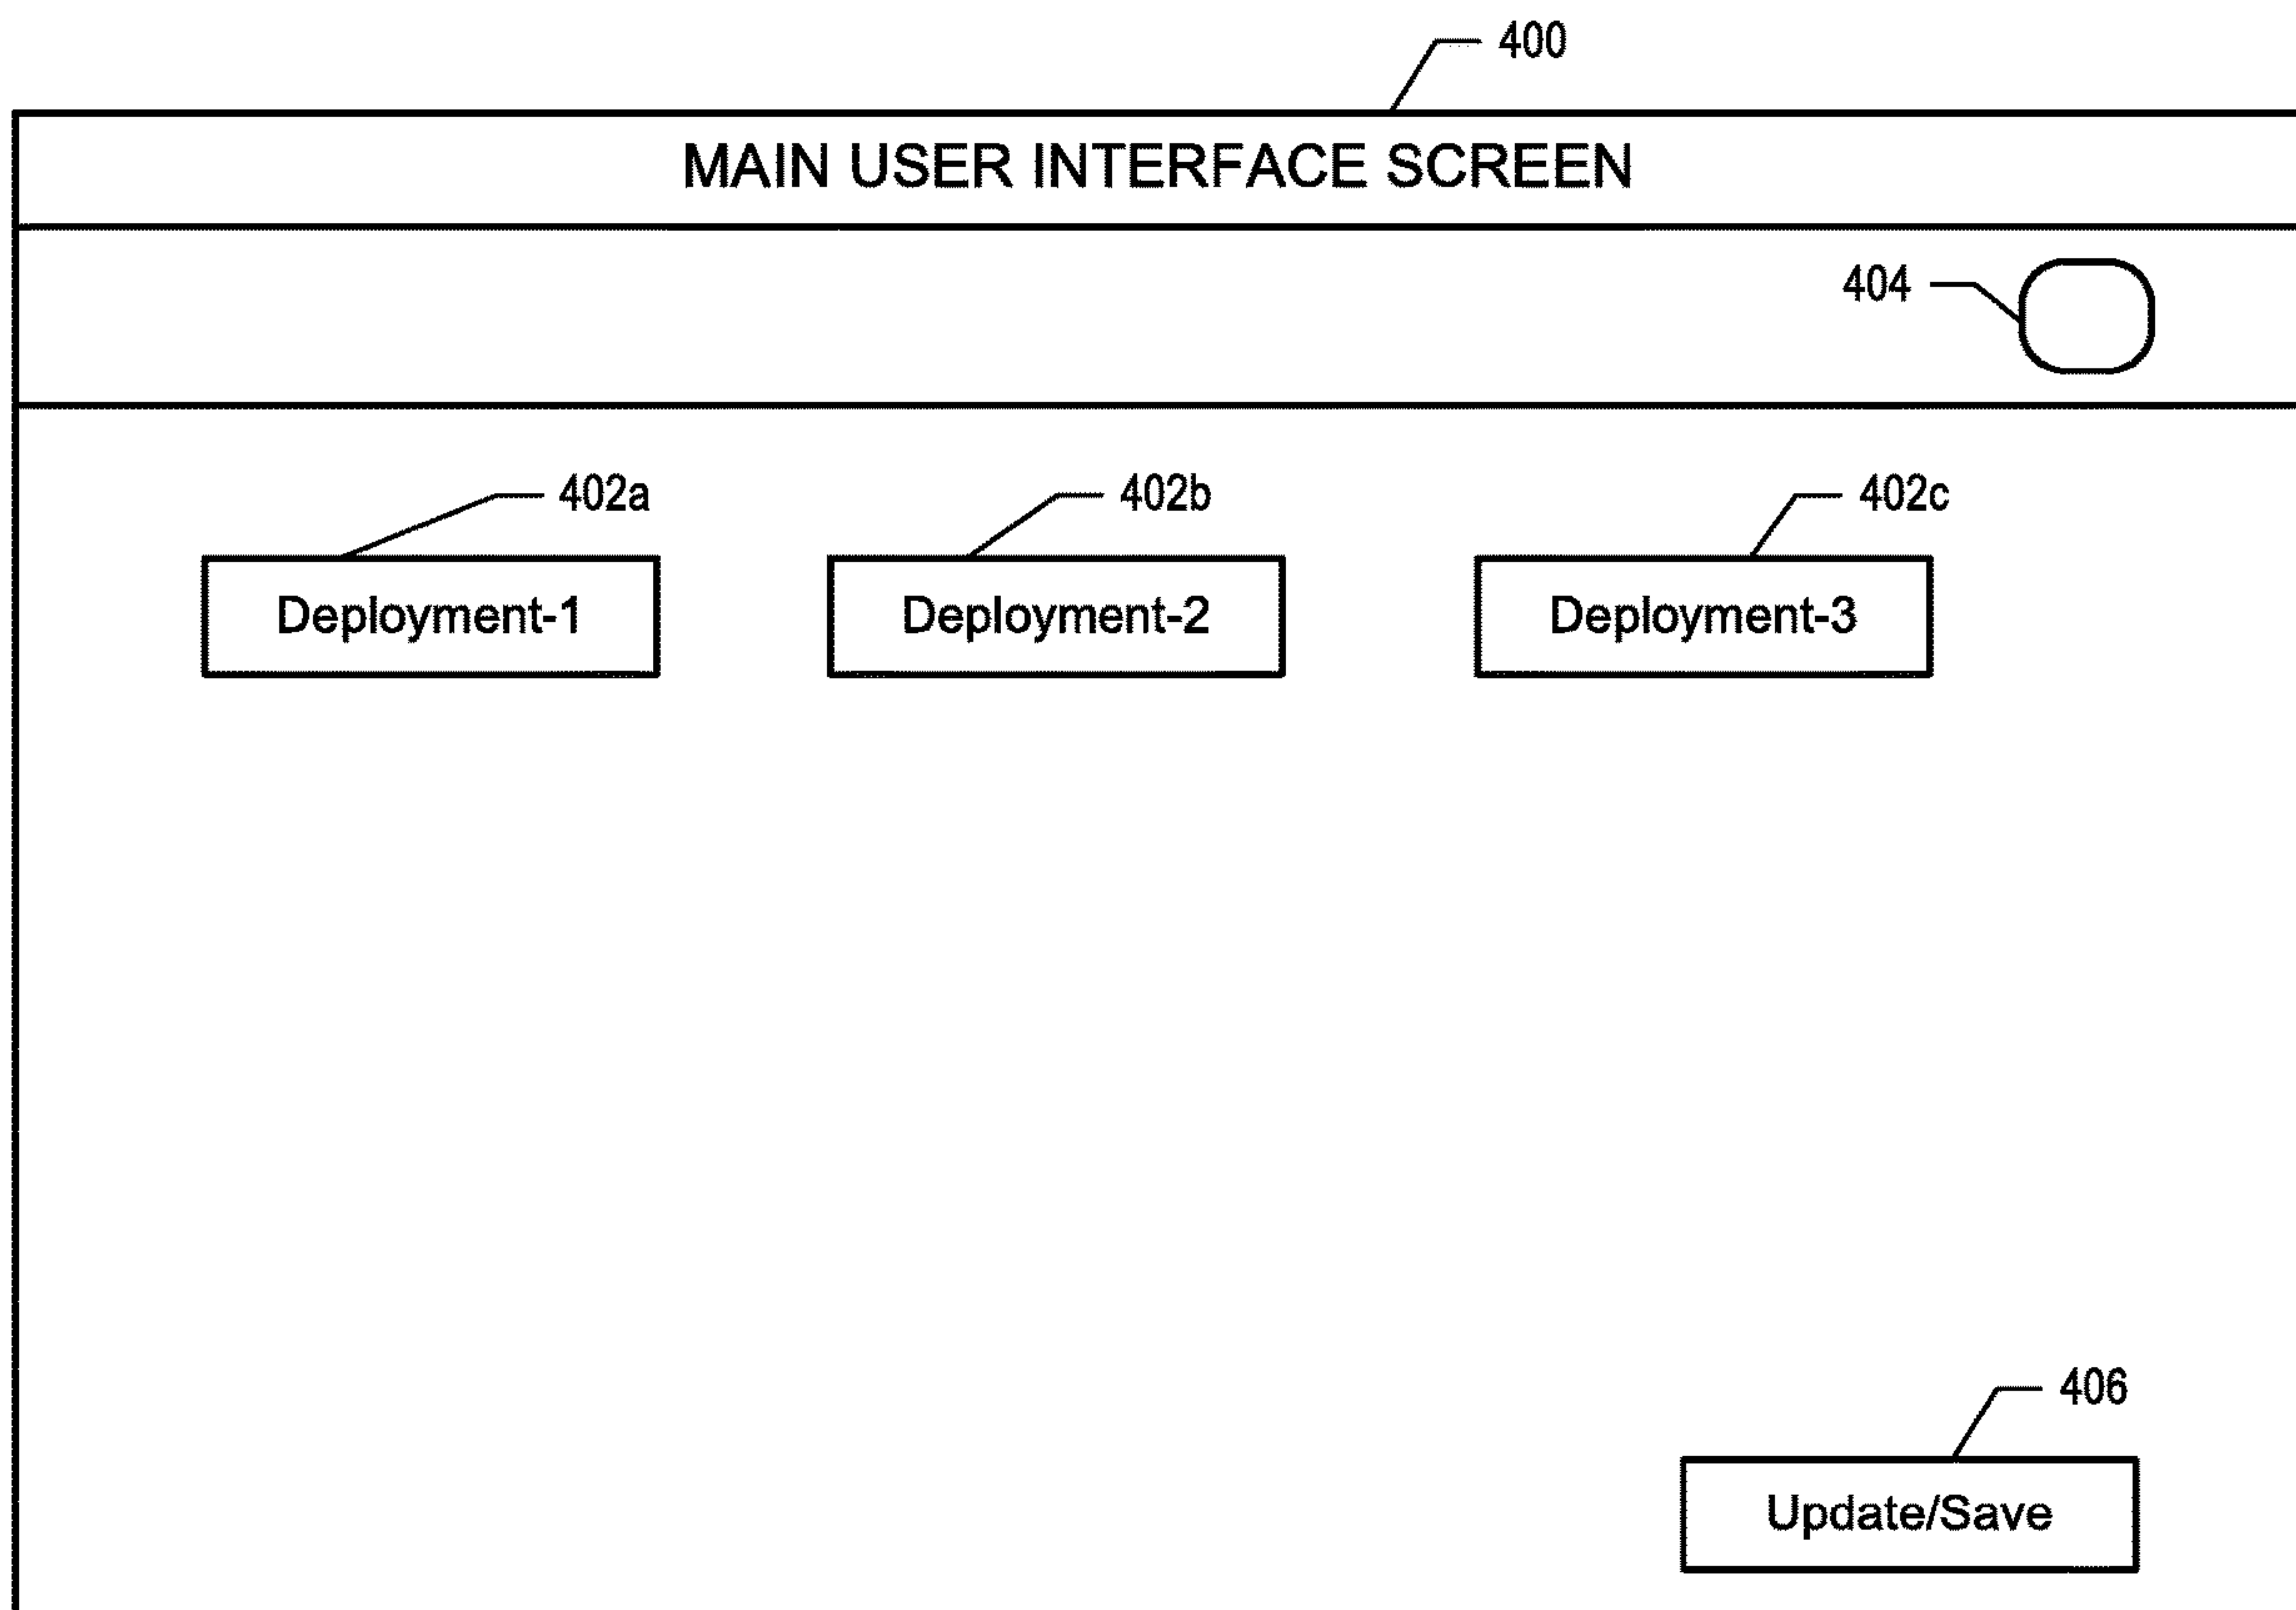 400
MAIN USER INTERFACE SCREEN
404
402a 402b 402c
Deployment-1 Deployment-2 Deployment-3
406
Update/Save